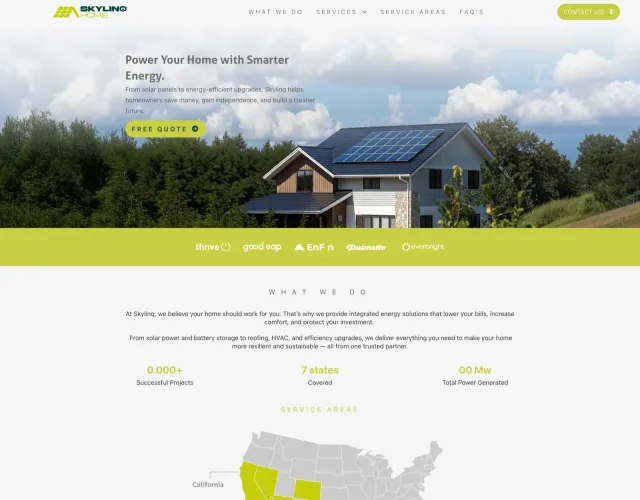 SKYLINQ
HOME
WHAT WE DO SERVICES SERVICE AREAS FAQ'S
CONTACT US!
Power Your Home with Smarter
Energy.
From solar panels to energy-efficient upgrades, Skylinq helps
homeowners save money, gain independence, and build a cleaner
future.
FREE QUOTE
thrive good eap EnFin Palmetto everbright
WHAT WE DO
At Skylinq, we believe your home should work for you. That's why we provide integrated energy solutions that lower your bills, increase
comfort, and protect your investment.
From solar power and battery storage to roofing, HVAC, and efficiency upgrades, we deliver everything you need to make your home
more resilient and sustainable — all from one trusted partner.
0.000+ 7 states 00 Mw
Successful Projects Covered Total Power Generated
SERVICE AREAS
California